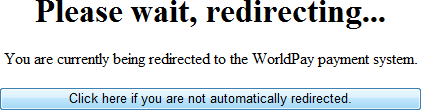 Please wait, redirecting...
You are currently being redirected to the WorldPay payment system.
Click here if you are not automatically redirected.